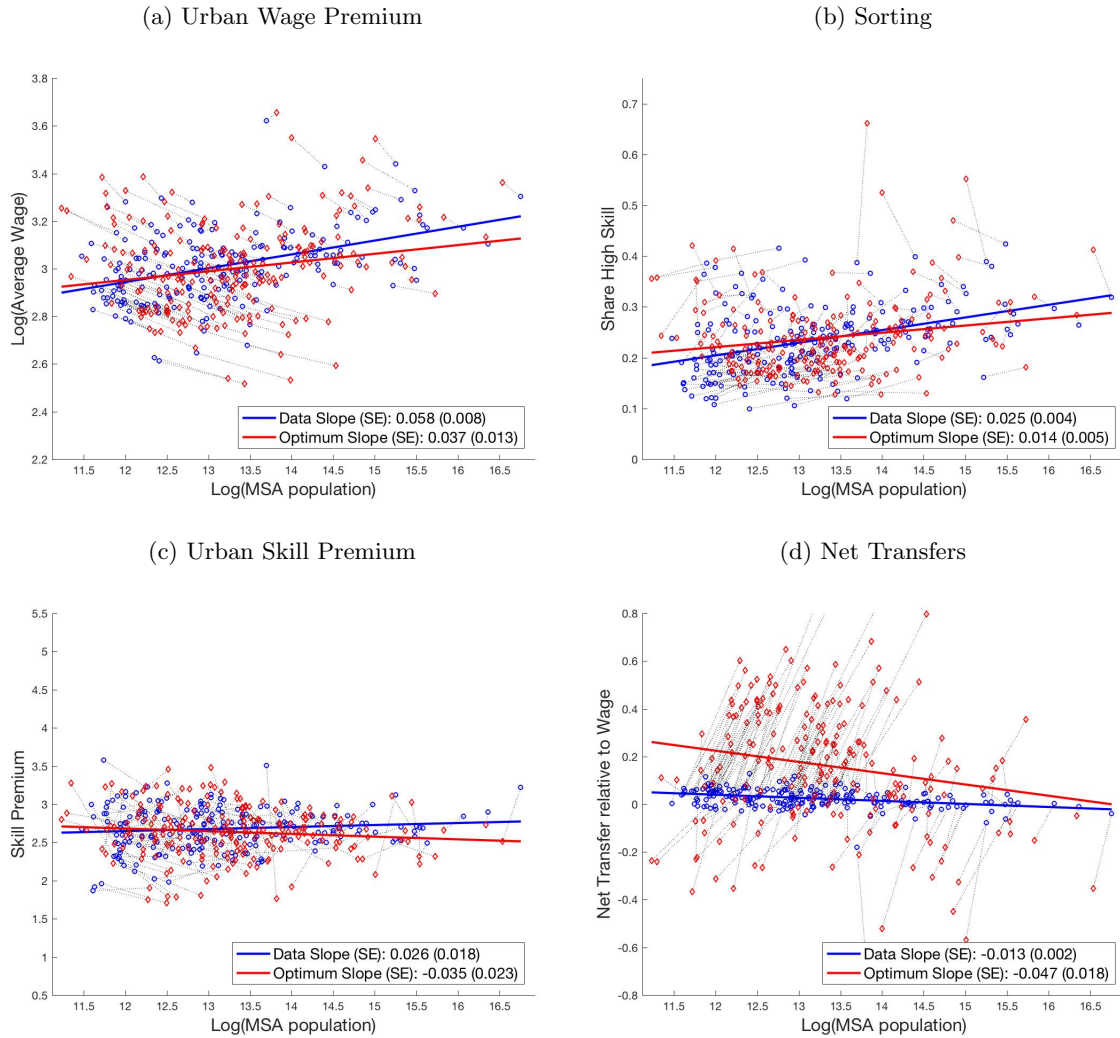 (a) Urban Wage Premium
(b) Sorting
3.8
3.6
3.4
3.2
3
2.8
2.6
2.4
2.2
Log(Average Wage)
Data Slope (SE): 0.058 (0.008)
Optimum Slope (SE): 0.037 (0.013)
11.5 12 12.5 13 13.5 14 14.5 15 15.5 16 16.5
Log(MSA population)
0.7
0.6
0.5
0.4
0.3
0.2
0.1
0
Share High Skill
Data Slope (SE): 0.025 (0.004)
Optimum Slope (SE): 0.014 (0.005)
11.5 12 12.5 13 13.5 14 14.5 15 15.5 16 16.5
Log(MSA population)
(c) Urban Skill Premium
(d) Net Transfers
5.5
5
4.5
4
3.5
3
2.5
2
1.5
1
0.5
Skill Premium
Data Slope (SE): 0.026 (0.018)
Optimum Slope (SE): -0.035 (0.023)
11.5 12 12.5 13 13.5 14 14.5 15 15.5 16 16.5
Log(MSA population)
0.8
0.6
0.4
0.2
0
-0.2
-0.4
-0.6
-0.8
Net Transfer relative to Wage
Data Slope (SE): -0.013 (0.002)
Optimum Slope (SE): -0.047 (0.018)
11.5 12 12.5 13 13.5 14 14.5 15 15.5 16 16.5
Log(MSA population)